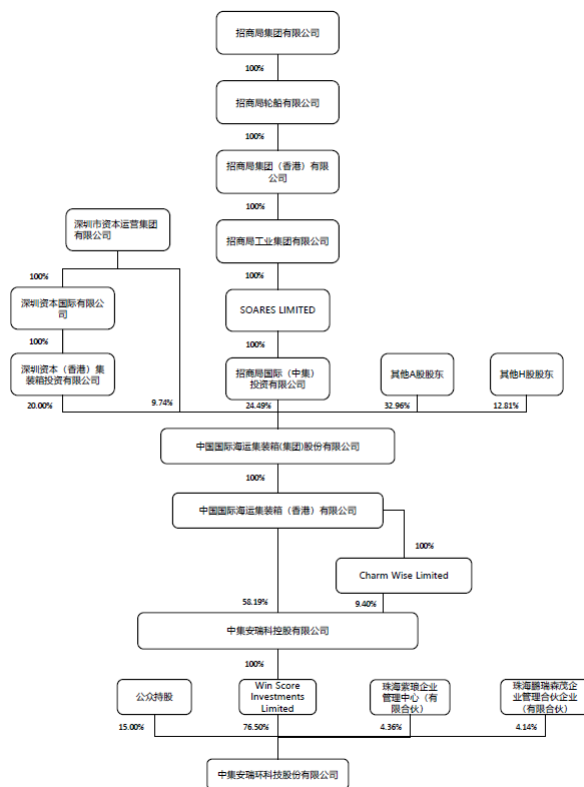 招商局集团有限公司
100%
招商局轮船有限公司
100%
招商局集团（香港）有限
公司
100%
深圳市资本运营集团
有限公司
招商局工业集团有限公司
100%
100%
深圳资本国际有限公
司
SOARES LIMITED
100%
100%
深圳资本（香港）集
装箱投资有限公司
招商局国际（中集）
投资有限公司
其他A股股东
其他H股股东
20.00%
9.74%
24.49%
32.96%
12.81%
中国国际海运集装箱(集团)股份有限公司
100%
中国国际海运集装箱（香港）有限公司
100%
Charm Wise Limited
58.19%
9.40%
中集安瑞科控股有限公司
100%
公众持股
Win Score
Investments
Limited
珠海紫琅企业
管理中心（有
限合伙）
珠海鹏瑞森茂企
业管理合伙企业
（有限合伙）
15.00%
76.50%
4.36%
4.14%
中集安瑞环科技股份有限公司